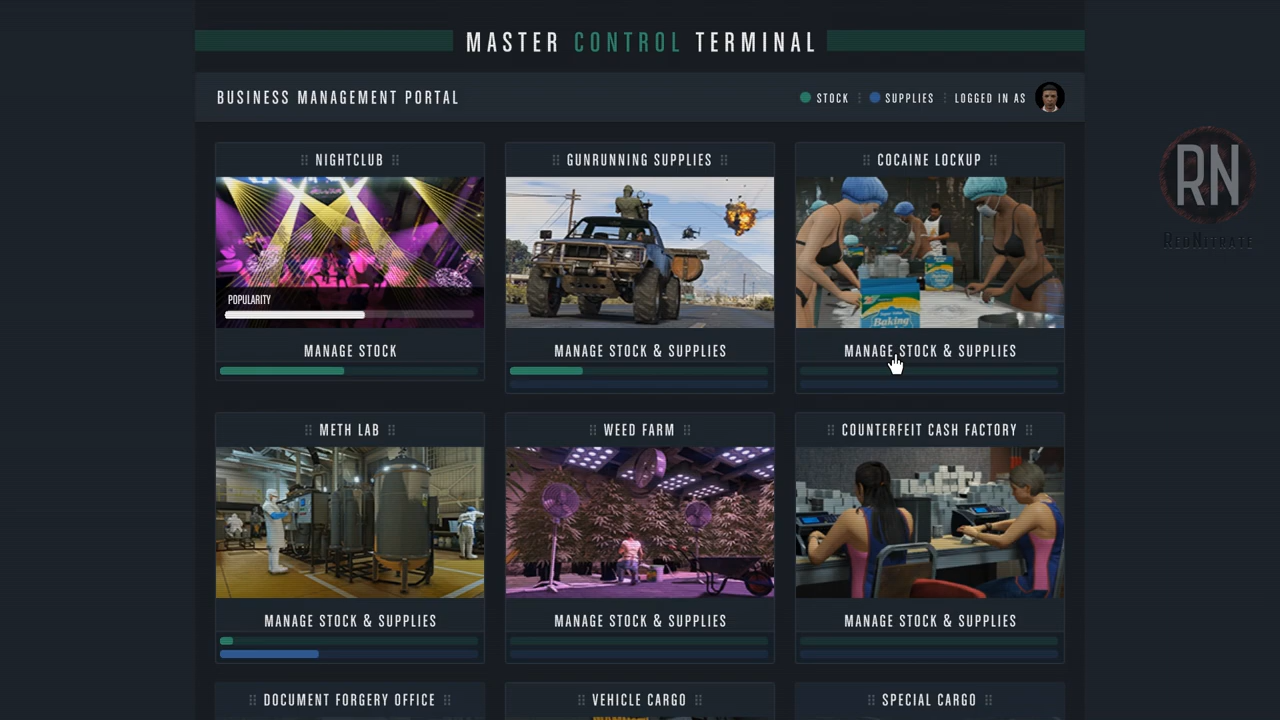 MASTER CONTROL TERMINAL
BUSINESS MANAGEMENT PORTAL
STOCK
SUPPLIES
LOGGED IN AS
RN
REDNITRATE
NIGHTCLUB
GUNRUNNING SUPPLIES
COCAINE LOCKUP
POPULARITY
Baking
MANAGE STOCK
MANAGE STOCK & SUPPLIES
MANAGE STOCK & SUPPLIES
METH LAB
WEED FARM
COUNTERFEIT CASH FACTORY
MANAGE STOCK & SUPPLIES
MANAGE STOCK & SUPPLIES
MANAGE STOCK & SUPPLIES
DOCUMENT FORGERY OFFICE
VEHICLE CARGO
SPECIAL CARGO